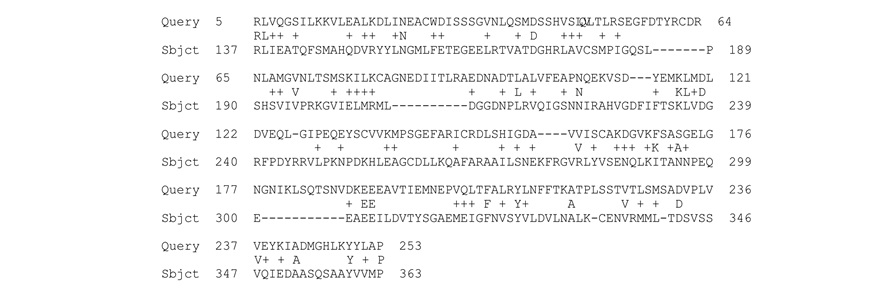 Query 5 RLVQGSILKKVLEALKDLINEACWDISSSGVNLQSMDSSHVSLVQLTLRSEGFDTYRCDR 64
RL++ + + ++ +N ++ + + D +++ + +
Sbjct 137 RLIEATQFSMAHQDVRYYLNGMLFETEGEELRTVATDGHRLAVCSMPIGQSL-------P 189
Query 65 NLAMGVNLTSMSKILKCAGNEDIITLRAEDNADTLALVFEAPNQEKVSD---YEMKLMDL 121
++ V + ++++ + + L + + N + KL+D
Sbjct 190 SHSVIVPRKGVIELMRML----------DGGDNPLRVQIGSNNIRAHVGDFIFTSKLVDG 239
Query 122 DVEQL-GIPEQEYSCVVKMPSGEFARICRDLSHIGDA----VVISCAKDGVKFSASGELG 176
+ + ++ + + + + V + +++ +K +A+
Sbjct 240 RFPDYRRVLPKNPDKHLEAGCDLLKQAFARAAILSNEKFRGVRLYVSENQLKITANNPEQ 299
Query 177 NGNIKLSQTSNVDKEEEAVTIEMNEPVQLTFALRYLNFFTKATPLSSTVTLSMSADVPLV 236
+ EE +++ F + Y+ A V + + D
Sbjct 300 E-----------EAEEILDVTYSGAEMEIGFNVSYVLDVLNALK-CENVRMML-TDSVSS 346
Query 237 VEYKIADMGHLKYYLAP 253
V+ + A Y + P
Sbjct 347 VQIEDAASQSAAYVVMP 363